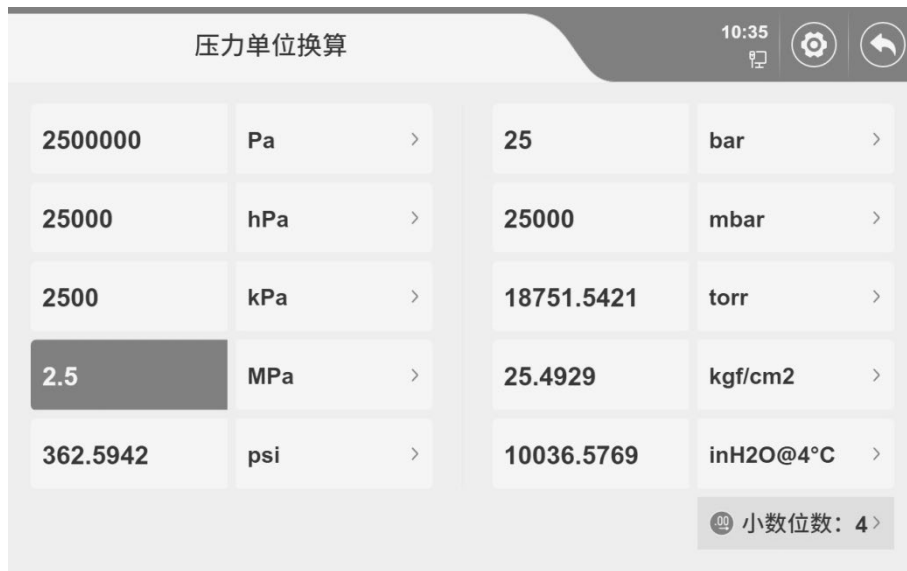 压力单位换算
10:35
2500000 Pa
25 bar
25000 hPa
25000 mbar
2500 kPa
18751.5421 torr
2.5 MPa
25.4929 kgf/cm2
362.5942 psi
10036.5769 inH2O@4°C
.00 小数位数：4